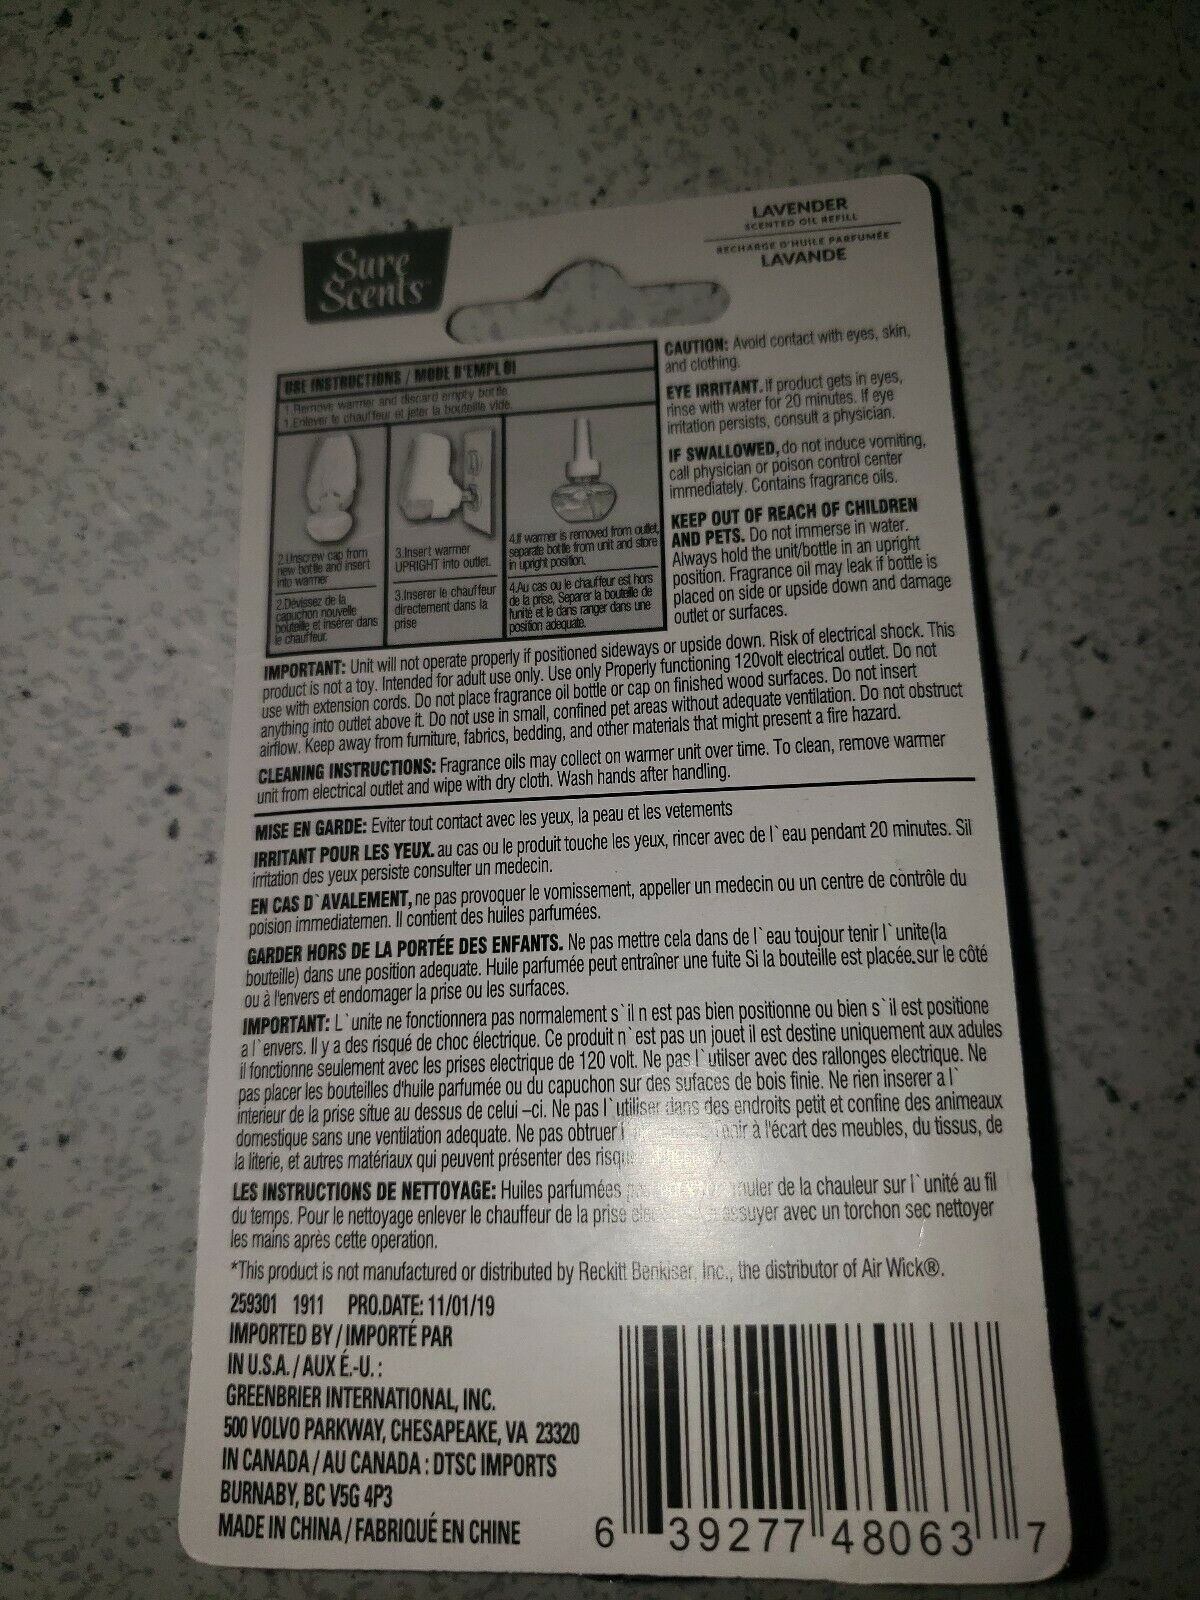 Sure
Scents
LAVENDER
SCENTED OIL REFILL
RECHARGE D'HUILE PARFUMÉE
LAVANDE
USE INSTRUCTIONS / MODE D'EMPLOI
1.Remove warmer and discard empty bottle.
1.Enlever le chauffeur et jeter la bouteille vide.
2.Unscrew cap from
new bottle and insert
into warmer
2.Dévissez de la
capuchon nouvelle
bouteille et insérer dans
le chauffeur.
3.Insert warmer
UPRIGHT into outlet.
3.Inserer le chauffeur
directement dans la
prise
4.If warmer is removed from outlet,
separate bottle from unit and store
in upright position.
4.Au cas ou le chauffeur est hors
de la prise, Separer la bouteille de
l'unité et le dans ranger dans une
position adequate.
CAUTION: Avoid contact with eyes, skin,
and clothing.
EYE IRRITANT. If product gets in eyes,
rinse with water for 20 minutes. If eye
irritation persists, consult a physician.
IF SWALLOWED, do not induce vomiting,
call physician or poison control center
immediately. Contains fragrance oils.
KEEP OUT OF REACH OF CHILDREN
AND PETS. Do not immerse in water.
Always hold the unit/bottle in an upright
position. Fragrance oil may leak if bottle is
placed on side or upside down and damage
outlet or surfaces.
IMPORTANT: Unit will not operate properly if positioned sideways or upside down. Risk of electrical shock. This
product is not a toy. Intended for adult use only. Use only Properly functioning 120volt electrical outlet. Do not
use with extension cords. Do not place fragrance oil bottle or cap on finished wood surfaces. Do not insert
anything into outlet above it. Do not use in small, confined pet areas without adequate ventilation. Do not obstruct
airflow. Keep away from furniture, fabrics, bedding, and other materials that might present a fire hazard.
CLEANING INSTRUCTIONS: Fragrance oils may collect on warmer unit over time. To clean, remove warmer
unit from electrical outlet and wipe with dry cloth. Wash hands after handling.
MISE EN GARDE: Eviter tout contact avec les yeux, la peau et les vetements
IRRITANT POUR LES YEUX. au cas ou le produit touche les yeux, rincer avec de l`eau pendant 20 minutes. Sil
irritation des yeux persiste consulter un medecin.
EN CAS D`AVALEMENT, ne pas provoquer le vomissement, appeller un medecin ou un centre de contrôle du
poision immediatemen. Il contient des huiles parfumées.
GARDER HORS DE LA PORTÉE DES ENFANTS. Ne pas mettre cela dans de l`eau toujour tenir l`unite(la
bouteille) dans une position adequate. Huile parfumée peut entraîner une fuite Si la bouteille est placée.sur le côté
ou à l'envers et endomager la prise ou les surfaces.
IMPORTANT: L`unite ne fonctionnera pas normalement s`il n est pas bien positionne ou bien s`il est positione
a l`envers. Il y a des risqué de choc électrique. Ce produit n`est pas un jouet il est destine uniquement aux adules
il fonctionne seulement avec les prises electrique de 120 volt. Ne pas l`utilser avec des rallonges electrique. Ne
pas placer les bouteilles d'huile parfumée ou du capuchon sur des sufaces de bois finie. Ne rien inserer a l`
interieur de la prise situe au dessus de celui –ci. Ne pas l`utiliser dans des endroits petit et confine des animeaux
domestique sans une ventilation adequate. Ne pas obtruer à l'écart des meubles, du tissus, de
la literie, et autres matériaux qui peuvent présenter des
LES INSTRUCTIONS DE NETTOYAGE: Huiles parfumées de la chauleur sur l`unité au fil
du temps. Pour le nettoyage enlever le chauffeur de la prise avec un torchon sec nettoyer
les mains après cette operation.
*This product is not manufactured or distributed by Reckitt Benkiser, Inc., the distributor of Air Wick®.
259301 1911 PRO.DATE: 11/01/19
IMPORTED BY / IMPORTÉ PAR
IN U.S.A. / AUX É.-U. :
GREENBRIER INTERNATIONAL, INC.
500 VOLVO PARKWAY, CHESAPEAKE, VA 23320
IN CANADA / AU CANADA : DTSC IMPORTS
BURNABY, BC V5G 4P3
MADE IN CHINA / FABRIQUÉ EN CHINE
6 39277 48063 7